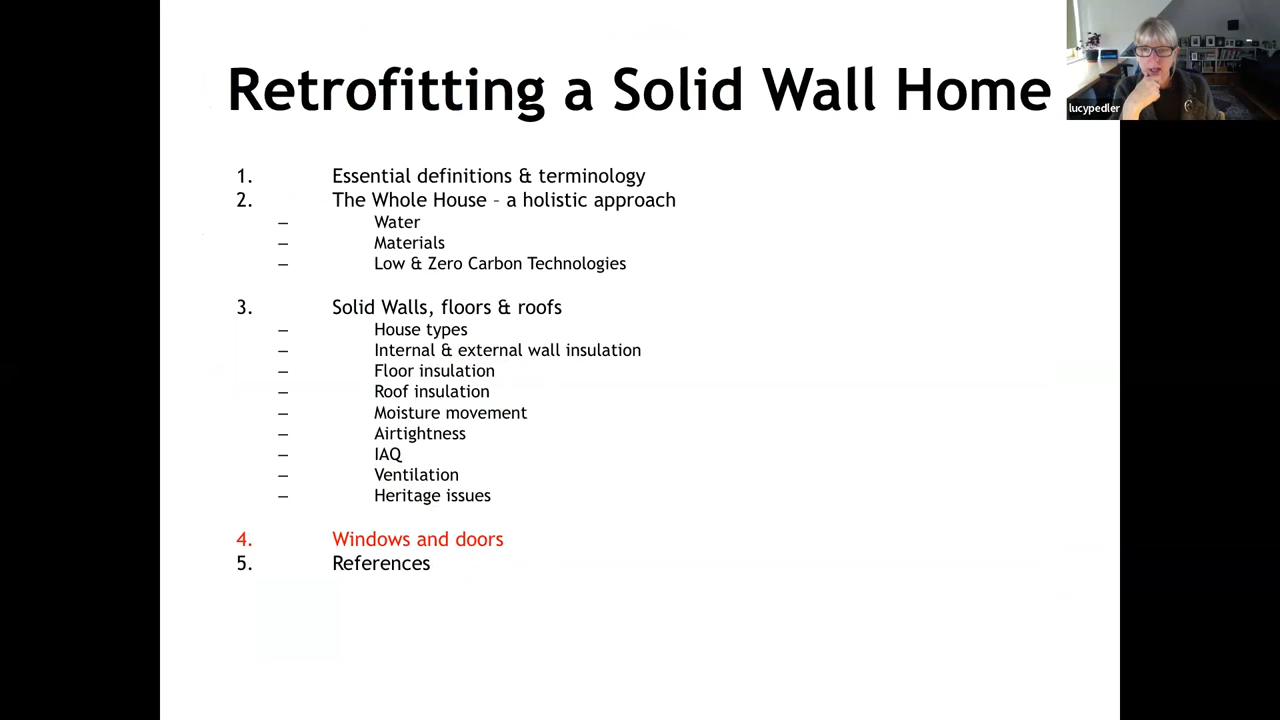 Retrofitting a Solid Wall Home
lucypedler
1. Essential definitions & terminology
2. The Whole House – a holistic approach
– Water
– Materials
– Low & Zero Carbon Technologies
3. Solid Walls, floors & roofs
– House types
– Internal & external wall insulation
– Floor insulation
– Roof insulation
– Moisture movement
– Airtightness
– IAQ
– Ventilation
– Heritage issues
4. Windows and doors
5. References